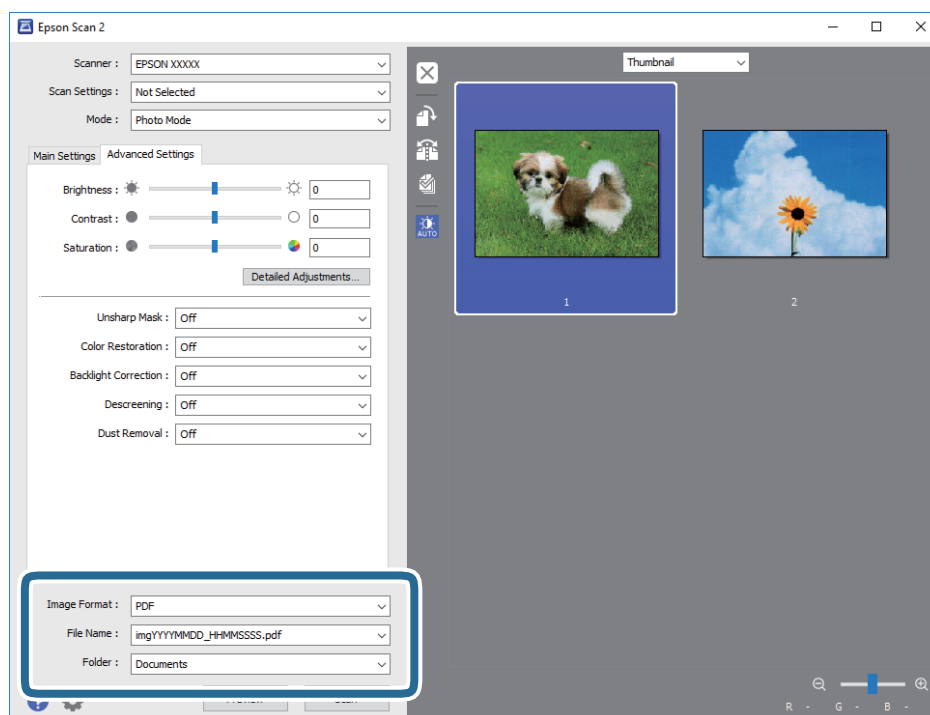 Epson Scan 2
Scanner : EPSON XXXXX
Scan Settings : Not Selected
Mode : Photo Mode
Main Settings Advanced Settings
Brightness : 0
Contrast : 0
Saturation : 0
Detailed Adjustments...
Unsharp Mask : Off
Color Restoration : Off
Backlight Correction : Off
Descreening : Off
Dust Removal : Off
Image Format : PDF
File Name : imgYYYYMMDD_HHMMSSSS.pdf
Folder : Documents
Thumbnail
AUTO
1 2
R - G - B -